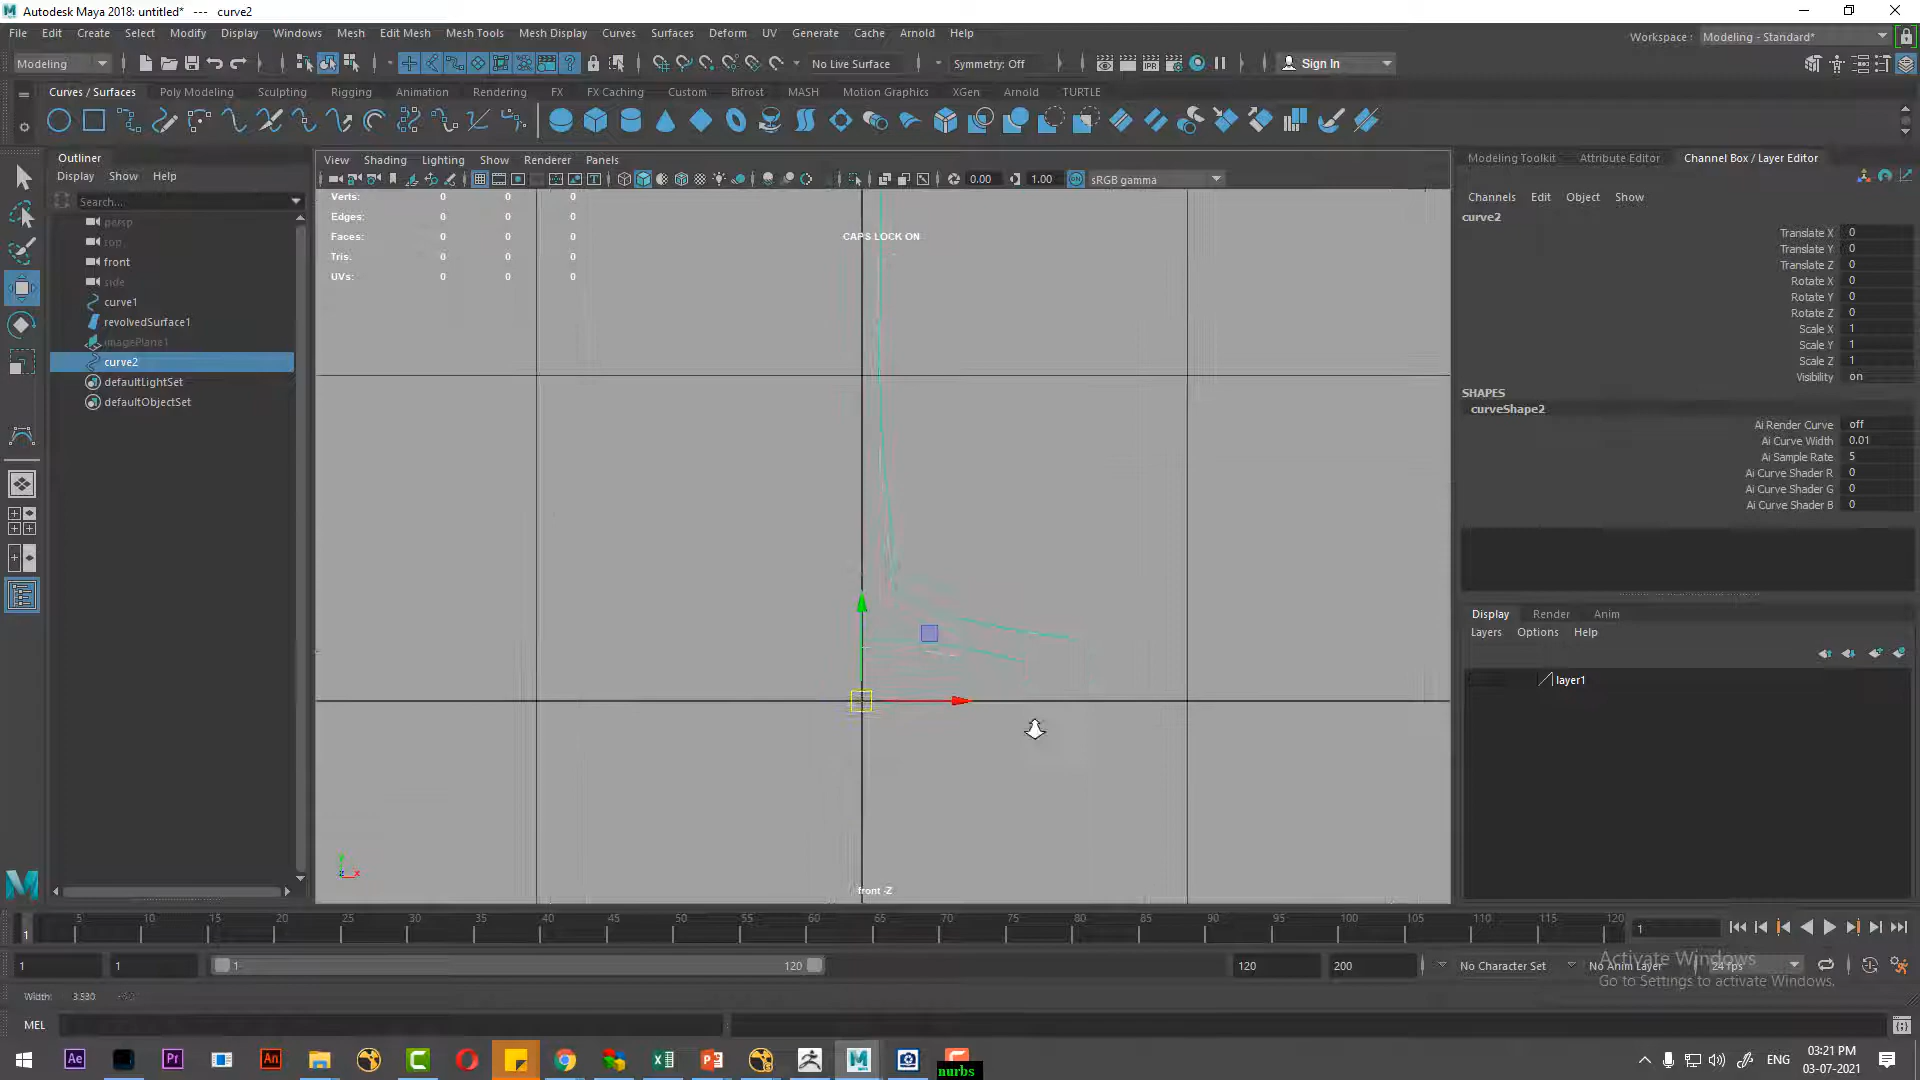 Autodesk Maya 2018: untitled* --- curve2
File Edit Create Select Modify Display Windows Mesh Edit Mesh Mesh Tools Mesh Display Curves Surfaces Deform UV Generate Cache Arnold Help
Workspace : Modeling - Standard*
Modeling No Live Surface Symmetry: Off Sign In
Curves / Surfaces Poly Modeling Sculpting Rigging Animation Rendering FX FX Caching Custom Bifrost MASH Motion Graphics XGen Arnold TURTLE
Outliner
Display Show Help
Search...
persp
top
front
side
curve1
revolvedSurface1
imagePlane1
curve2
defaultLightSet
defaultObjectSet
View Shading Lighting Show Renderer Panels
0.00 1.00 sRGB gamma
Verts: 0 0 0
Edges: 0 0 0
Faces: 0 0 0
Tris: 0 0 0
UVs: 0 0 0
CAPS LOCK ON
front -Z
Modeling Toolkit Attribute Editor Channel Box / Layer Editor
Channels Edit Object Show
curve2
Translate X 0
Translate Y 0
Translate Z 0
Rotate X 0
Rotate Y 0
Rotate Z 0
Scale X 1
Scale Y 1
Scale Z 1
Visibility on
SHAPES
curveShape2
Ai Render Curve off
Ai Curve Width 0.01
Ai Sample Rate 5
Ai Curve Shader R 0
Ai Curve Shader G 0
Ai Curve Shader B 0
Display Render Anim
Layers Options Help
layer1
5 10 15 20 25 30 35 40 45 50 55 60 65 70 75 80 85 90 95 100 105 110 115 120
1 1
1 1 1 120 120 200 No Character Set No Anim Layer 24 fps
Activate Windows
Go to Settings to activate Windows.
Width: 3.530
MEL
Ae Pr An nurbs ENG 03:21 PM
03-07-2021